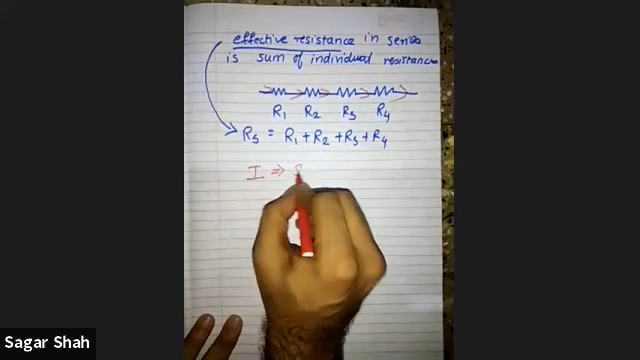 effective resistance in series
is sum of individual resistances
R1 R2 R3 R4
Rs = R1 + R2 + R3 + R4
I ⇒
Sagar Shah